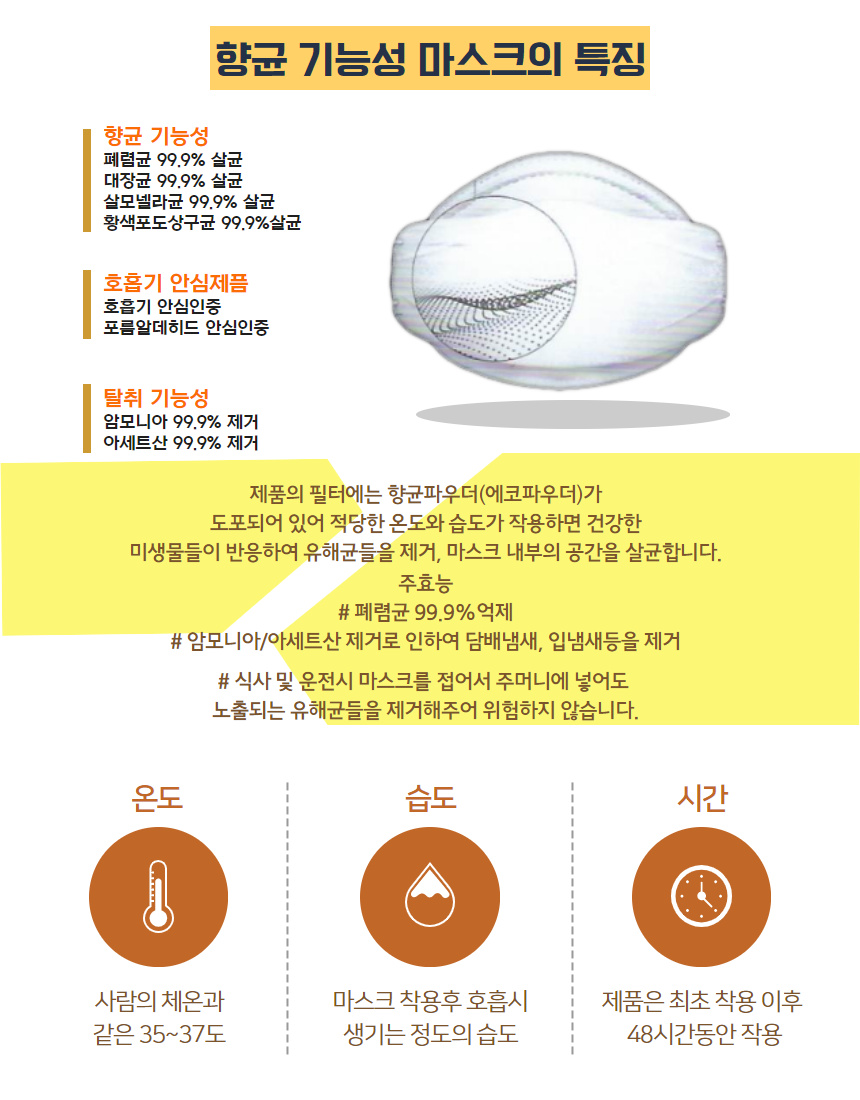 향균 기능성 마스크의 특징
향균 기능성
폐렴균 99.9% 살균
대장균 99.9% 살균
살모넬라균 99.9% 살균
황색포도상구균 99.9%살균
호흡기 안심제품
호흡기 안심인증
포름알데히드 안심인증
탈취 기능성
암모니아 99.9% 제거
아세트산 99.9% 제거
제품의 필터에는 향균파우더(에코파우더)가
도포되어 있어 적당한 온도와 습도가 작용하면 건강한
미생물들이 반응하여 유해균들을 제거, 마스크 내부의 공간을 살균합니다.
주효능
# 폐렴균 99.9%억제
# 암모니아/아세트산 제거로 인하여 담배냄새, 입냄새등을 제거
# 식사 및 운전시 마스크를 접어서 주머니에 넣어도
노출되는 유해균들을 제거해주어 위험하지 않습니다.
온도
습도
시간
사람의 체온과
같은 35~37도
마스크 착용후 호흡시
생기는 정도의 습도
제품은 최초 착용 이후
48시간동안 작용